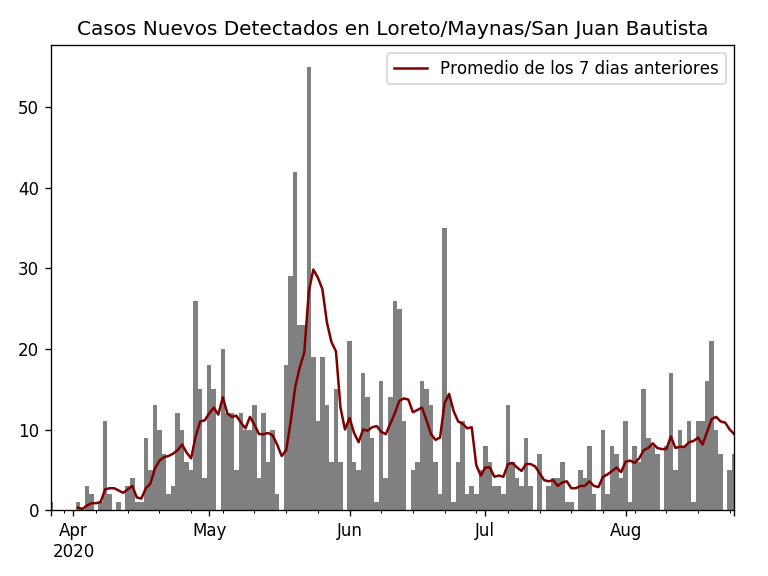 Casos Nuevos Detectados en Loreto/Maynas/San Juan Bautista
Promedio de los 7 dias anteriores
50
40
30
20
10
0
Apr May Jun Jul Aug
2020